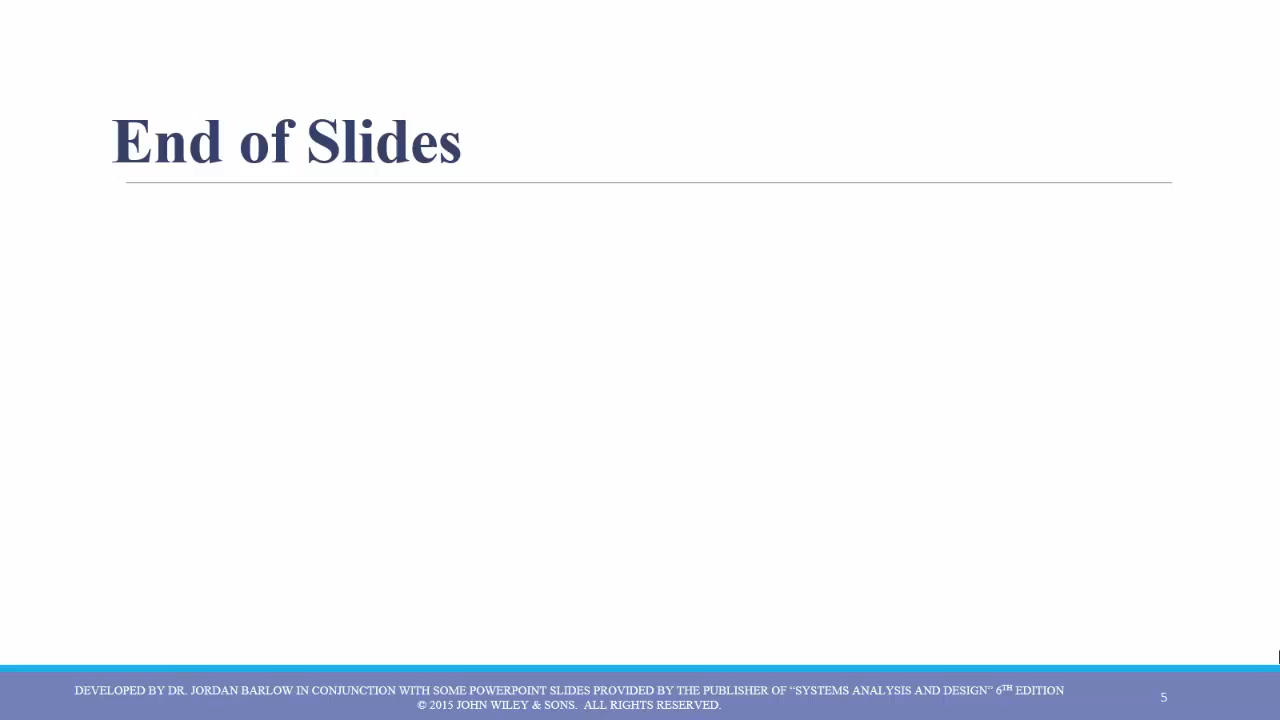 End of Slides
DEVELOPED BY DR. JORDAN BARLOW IN CONJUNCTION WITH SOME POWERPOINT SLIDES PROVIDED BY THE PUBLISHER OF “SYSTEMS ANALYSIS AND DESIGN” 6TH EDITION
© 2015 JOHN WILEY & SONS. ALL RIGHTS RESERVED.
5